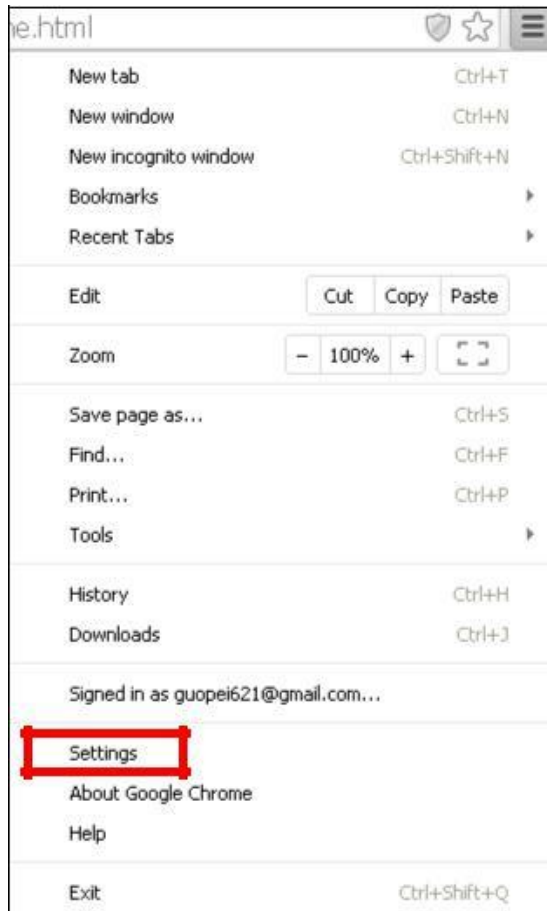 e.html
New tab Ctrl+T
New window Ctrl+N
New incognito window Ctrl+Shift+N
Bookmarks
Recent Tabs
Edit Cut Copy Paste
Zoom - 100% +
Save page as... Ctrl+S
Find... Ctrl+F
Print... Ctrl+P
Tools
History Ctrl+H
Downloads Ctrl+J
Signed in as guopei621@gmail.com...
Settings
About Google Chrome
Help
Exit Ctrl+Shift+Q